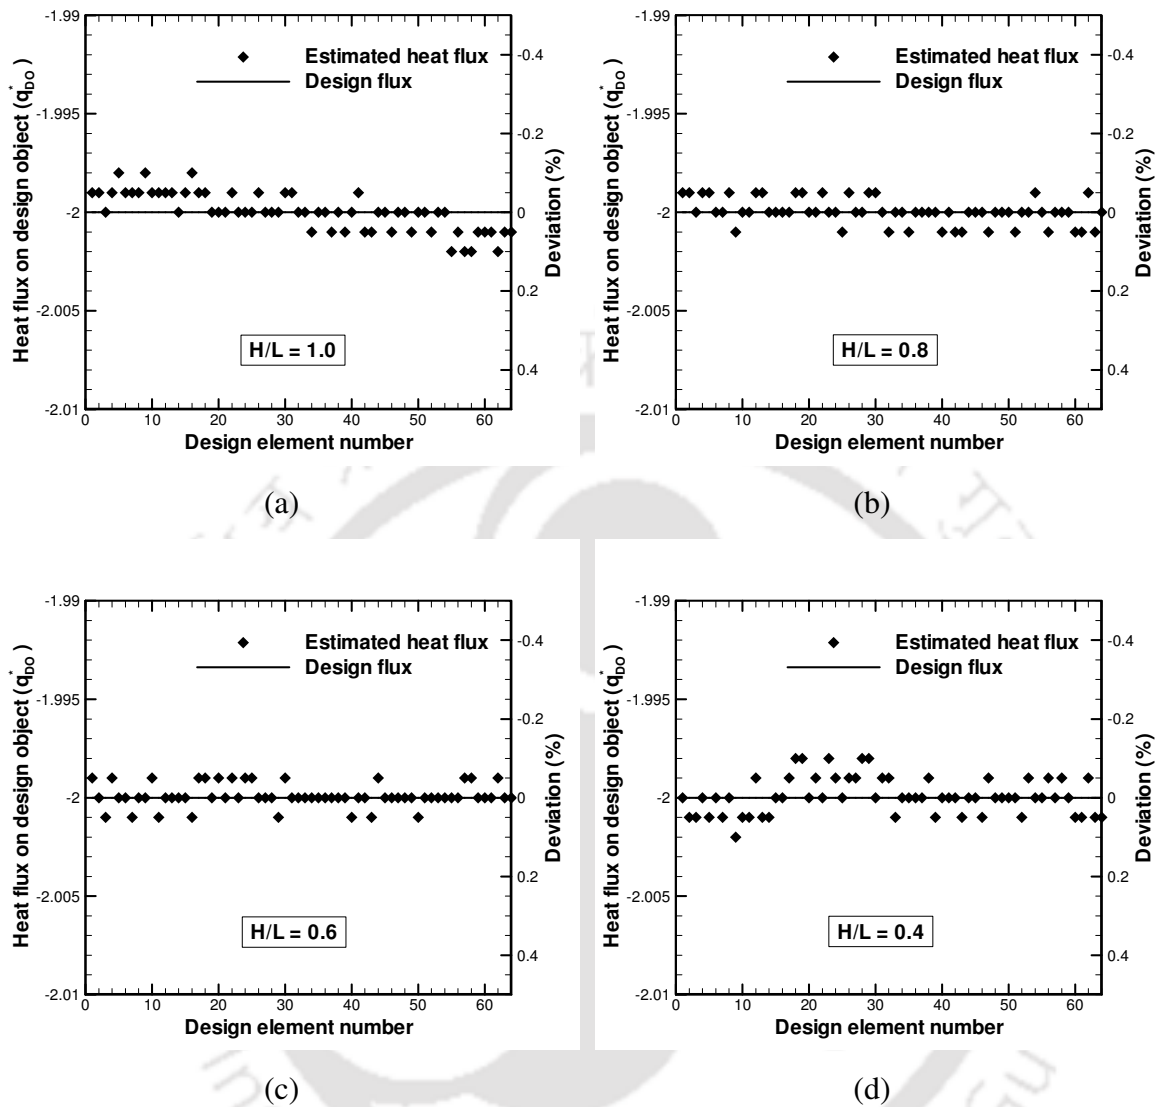 -1.99
-1.995
-2
-2.005
-2.01
Heat flux on design object (q*DO)
Estimated heat flux
Design flux
H/L = 1.0
-0.4
-0.2
0
0.2
0.4
Deviation (%)
0 10 20 30 40 50 60
Design element number
(a)
-1.99
-1.995
-2
-2.005
-2.01
Heat flux on design object (q*DO)
Estimated heat flux
Design flux
H/L = 0.8
-0.4
-0.2
0
0.2
0.4
Deviation (%)
0 10 20 30 40 50 60
Design element number
(b)
-1.99
-1.995
-2
-2.005
-2.01
Heat flux on design object (q*DO)
Estimated heat flux
Design flux
H/L = 0.6
-0.4
-0.2
0
0.2
0.4
Deviation (%)
0 10 20 30 40 50 60
Design element number
(c)
-1.99
-1.995
-2
-2.005
-2.01
Heat flux on design object (q*DO)
Estimated heat flux
Design flux
H/L = 0.4
-0.4
-0.2
0
0.2
0.4
Deviation (%)
0 10 20 30 40 50 60
Design element number
(d)